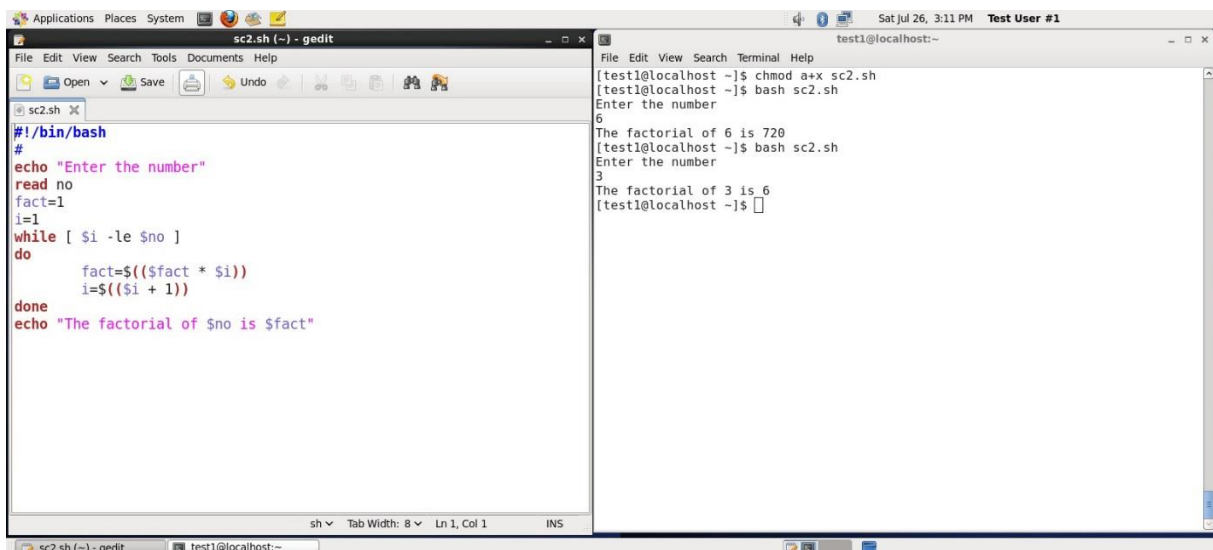 Applications Places System
Sat Jul 26, 3:11 PM Test User #1
sc2.sh (~) - gedit
File Edit View Search Tools Documents Help
Open Save Undo
sc2.sh
#!/bin/bash
#
echo "Enter the number"
read no
fact=1
i=1
while [ $i -le $no ]
do
fact=$(($fact * $i))
i=$(($i + 1))
done
echo "The factorial of $no is $fact"
sh Tab Width: 8 Ln 1, Col 1 INS
test1@localhost:~
File Edit View Search Terminal Help
[test1@localhost ~]$ chmod a+x sc2.sh
[test1@localhost ~]$ bash sc2.sh
Enter the number
6
The factorial of 6 is 720
[test1@localhost ~]$ bash sc2.sh
Enter the number
3
The factorial of 3 is 6
[test1@localhost ~]$
sc2.sh (~) - gedit
test1@localhost:~